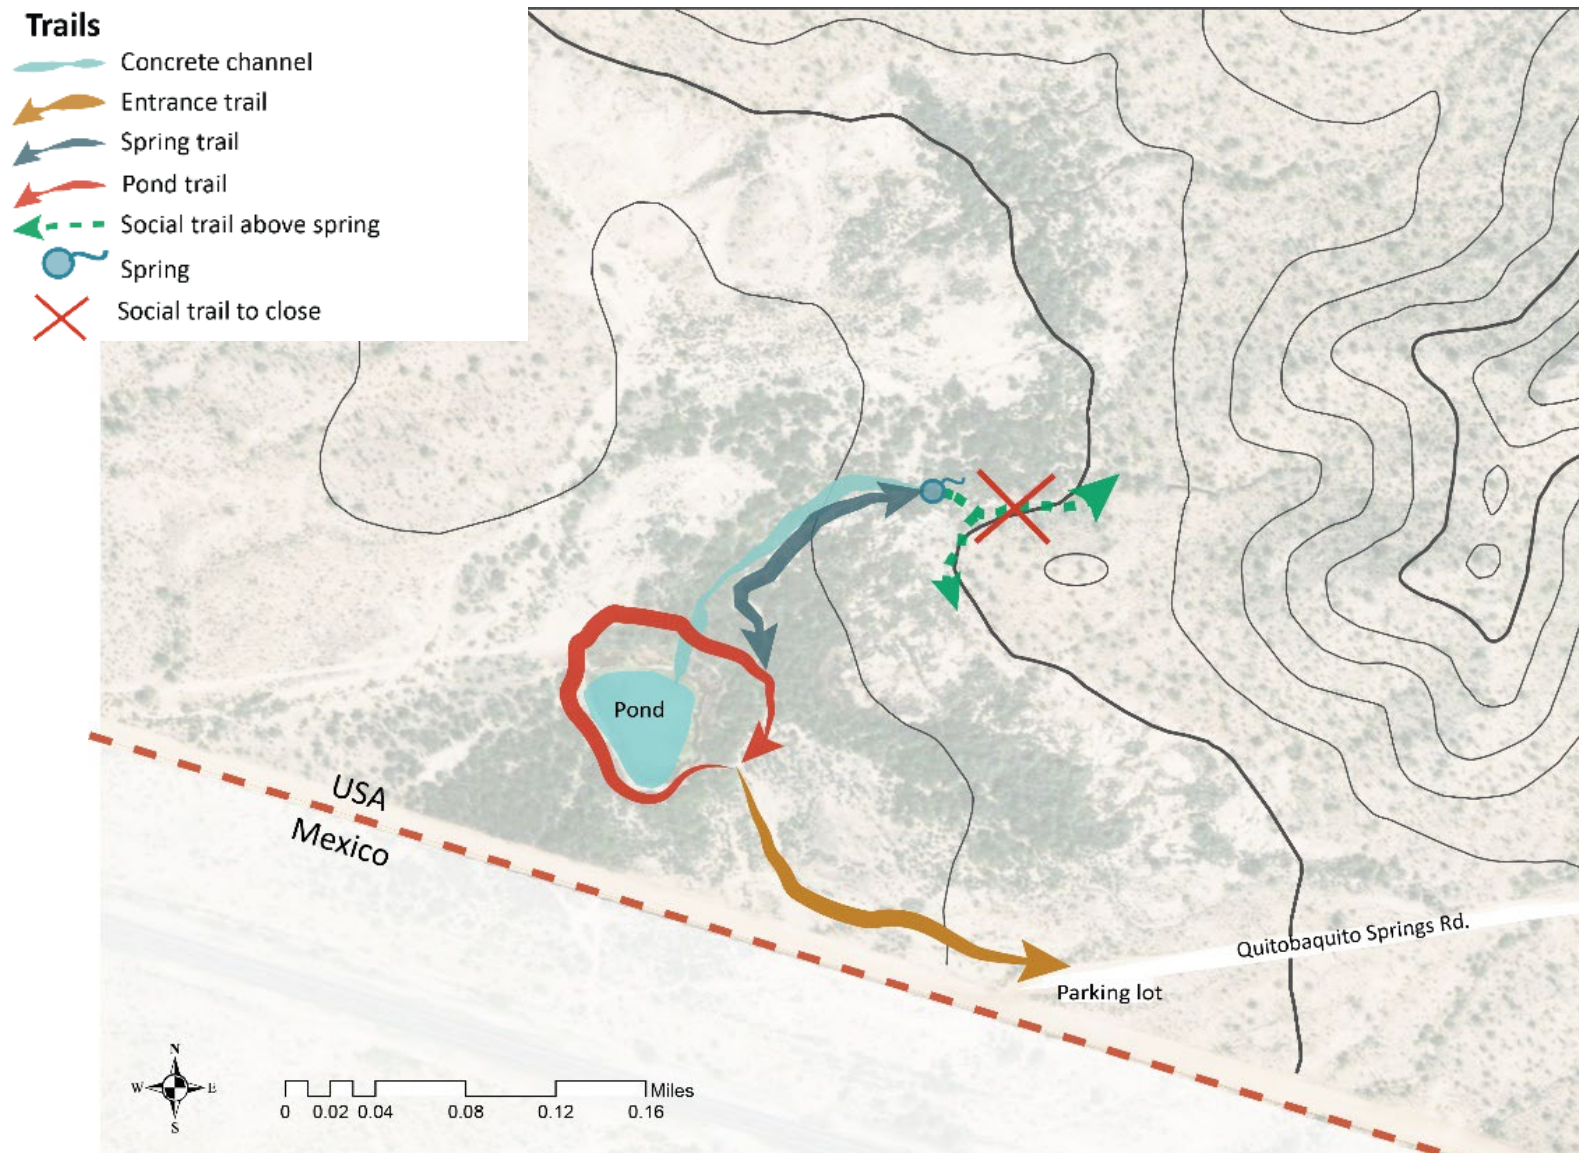 Trails
Concrete channel
Entrance trail
Spring trail
Pond trail
Social trail above spring
Spring
Social trail to close
Pond
USA
Mexico
Quitobaquito Springs Rd.
Parking lot
N
W E
S
Miles
0 0.02 0.04 0.08 0.12 0.16